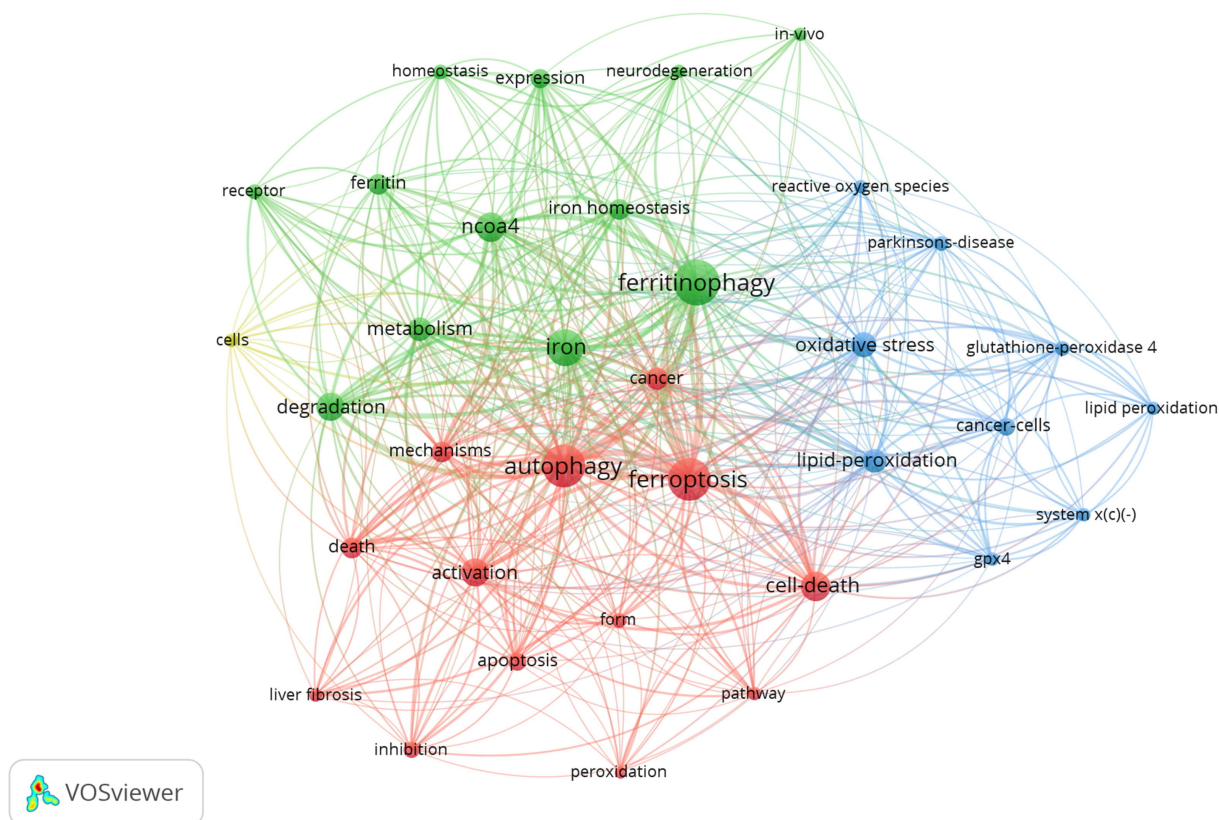 in-vivo
homeostasis
expression
neurodegeneration
receptor
ferritin
reactive oxygen species
ncoa4
iron homeostasis
parkinsons-disease
ferritinophagy
cells
metabolism
iron
oxidative stress
glutathione-peroxidase 4
cancer
degradation
lipid peroxidation
cancer-cells
mechanisms
autophagy
ferroptosis
lipid-peroxidation
system x(c)(-)
death
activation
cell-death
gpx4
form
apoptosis
liver fibrosis
pathway
inhibition
peroxidation
VOSviewer